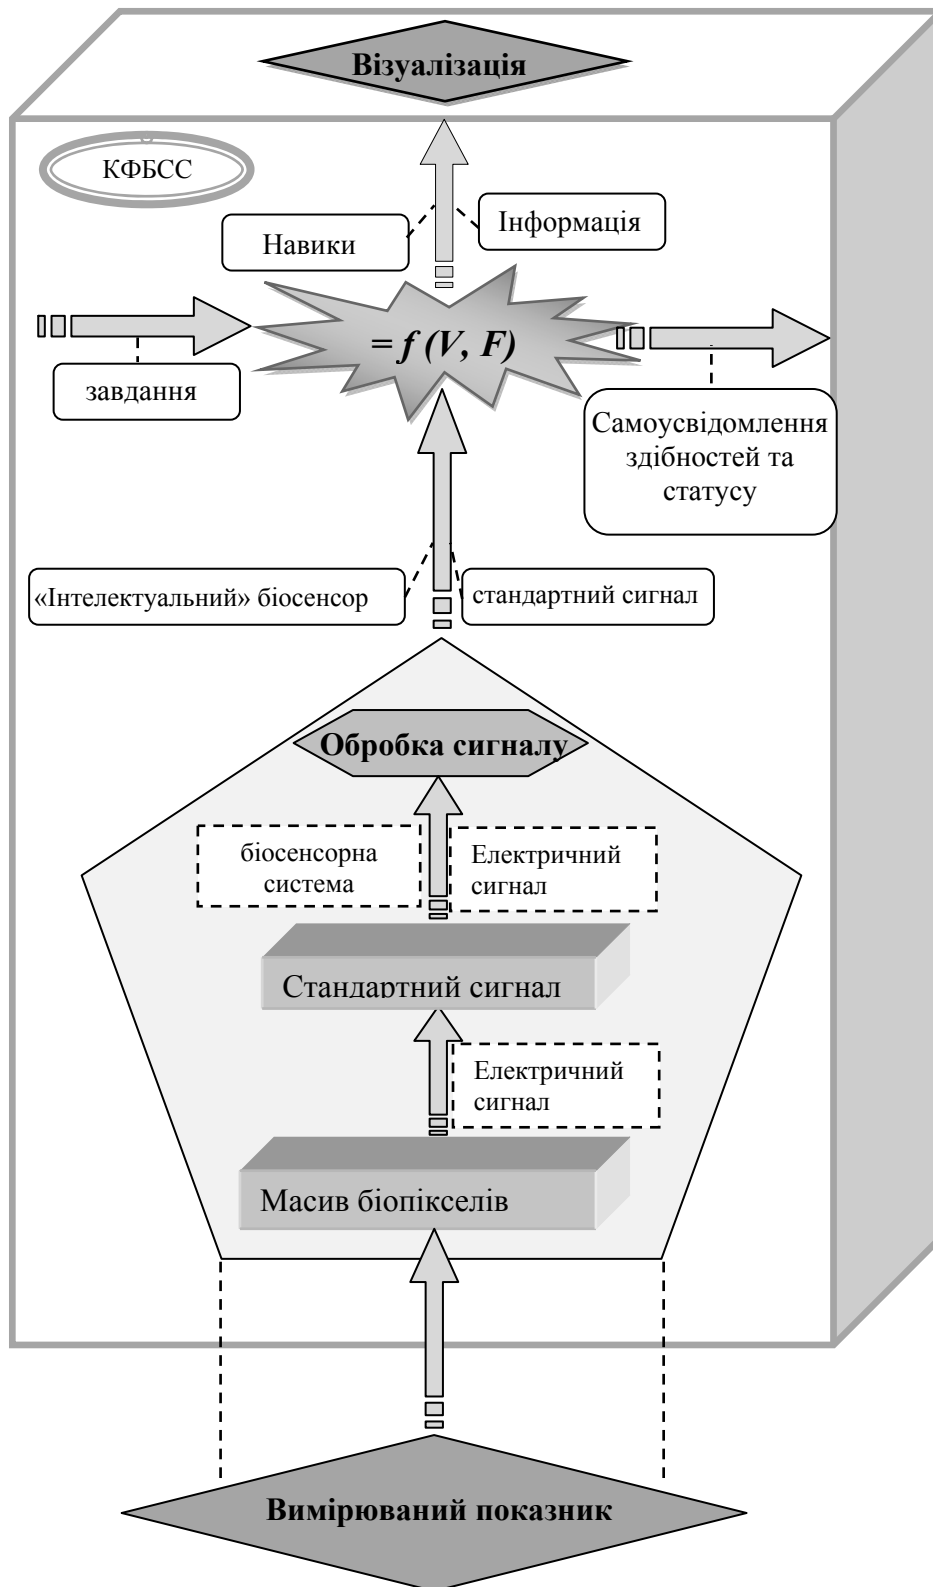 Візуалізація
КФБСС
Навики
Інформація
= f (V, F)
завдання
Самоусвідомлення
здібностей та
статусу
«Інтелектуальний» біосенсор
стандартний сигнал
Обробка сигналу
біосенсорна
система
Електричний
сигнал
Стандартний сигнал
Електричний
сигнал
Масив біопікселів
Вимірюваний показник